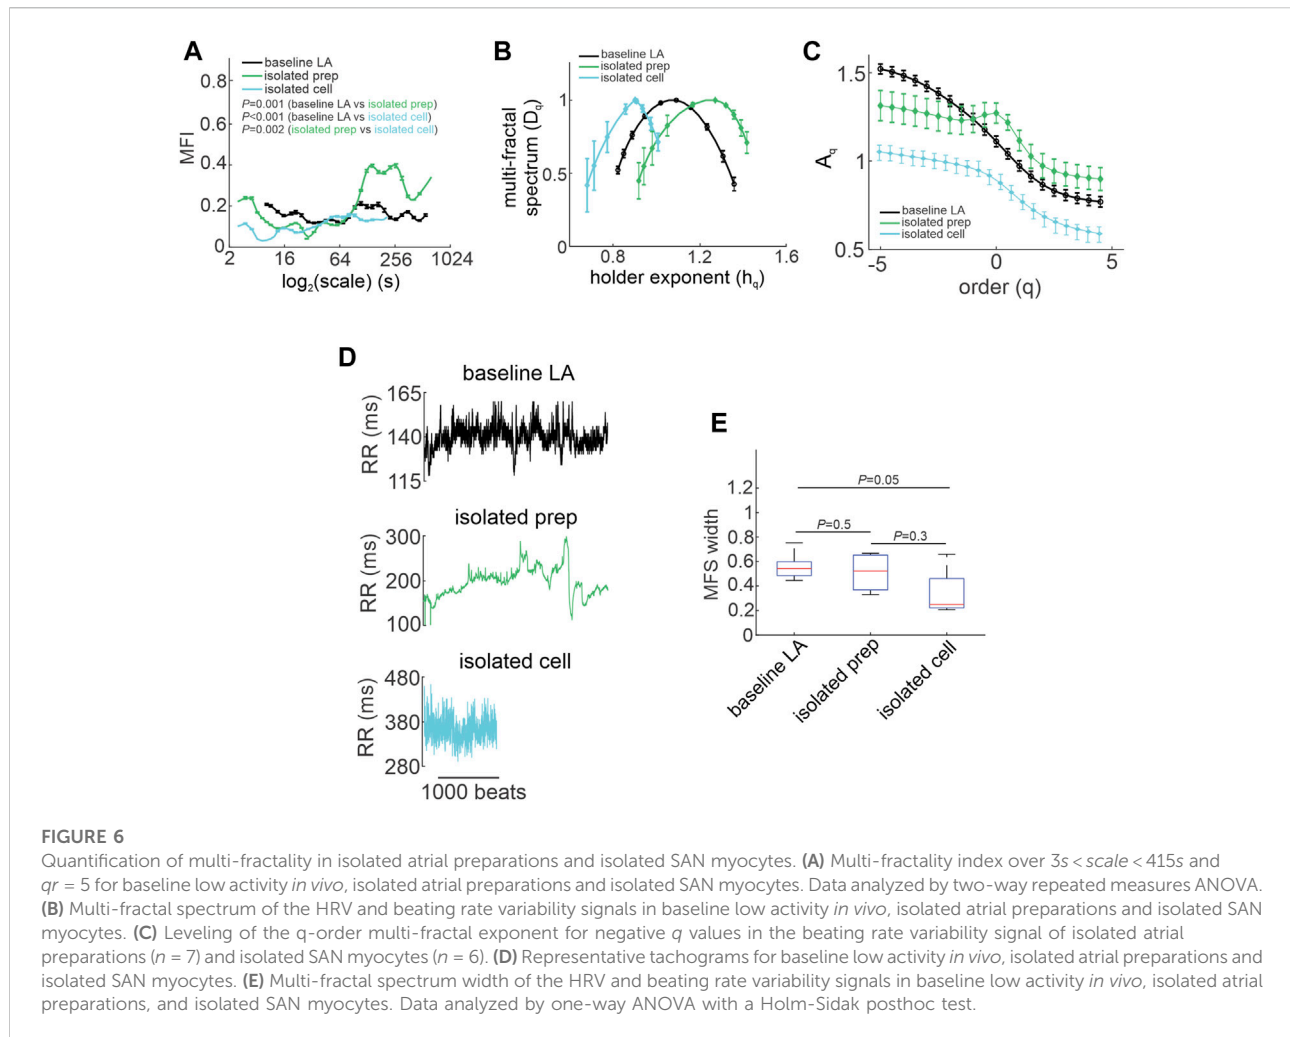 A
baseline LA
isolated prep
isolated cell
P=0.001 (baseline LA vs isolated prep)
P<0.001 (baseline LA vs isolated cell)
P=0.002 (isolated prep vs isolated cell)
MFI
0.8
0.6
0.4
0.2
0
2 4 16 64 256 1024
log2(scale) (s)
B
baseline LA
isolated prep
isolated cell
multi-fractal
spectrum (Dq)
1
0.5
0
0.8 1.2 1.6
holder exponent (hq)
C
Aq
1.5
1
0.5
baseline LA
isolated prep
isolated cell
-5 0 5
order (q)
D
baseline LA
RR (ms)
165
140
115
isolated prep
RR (ms)
300
200
100
isolated cell
RR (ms)
480
380
280
1000 beats
E
MFS width
1.2
1
0.8
0.6
0.4
0.2
0
P=0.05
P=0.5
P=0.3
baseline LA
isolated prep
isolated cell
FIGURE 6
Quantification of multi-fractality in isolated atrial preparations and isolated SAN myocytes. (A) Multi-fractality index over 3s < scale < 415s and
qr = 5 for baseline low activity in vivo, isolated atrial preparations and isolated SAN myocytes. Data analyzed by two-way repeated measures ANOVA.
(B) Multi-fractal spectrum of the HRV and beating rate variability signals in baseline low activity in vivo, isolated atrial preparations and isolated SAN
myocytes. (C) Leveling of the q-order multi-fractal exponent for negative q values in the beating rate variability signal of isolated atrial
preparations (n = 7) and isolated SAN myocytes (n = 6). (D) Representative tachograms for baseline low activity in vivo, isolated atrial preparations and
isolated SAN myocytes. (E) Multi-fractal spectrum width of the HRV and beating rate variability signals in baseline low activity in vivo, isolated atrial
preparations, and isolated SAN myocytes. Data analyzed by one-way ANOVA with a Holm-Sidak posthoc test.